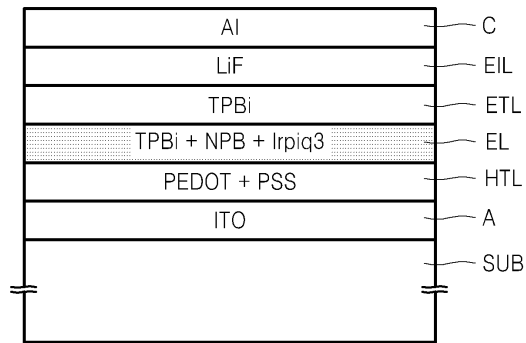 Al C
LiF EIL
TPBi ETL
TPBi + NPB + Irpiq3 EL
PEDOT + PSS HTL
ITO A
SUB